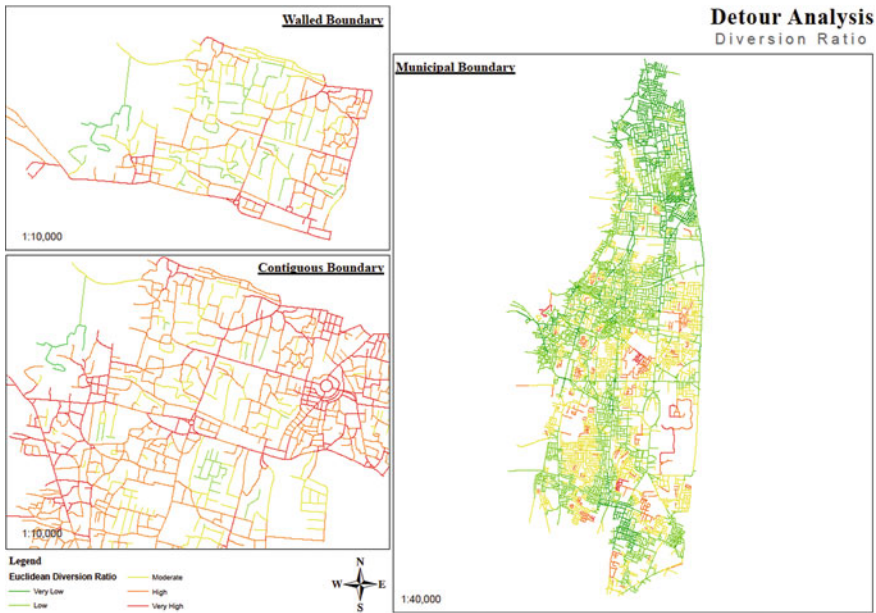 Detour Analysis
Diversion Ratio
Walled Boundary
1:10,000
Contiguous Boundary
1:10,000
Municipal Boundary
1:40,000
Legend
Euclidean Diversion Ratio
Very Low
Low
Moderate
High
Very High
N
W E
S